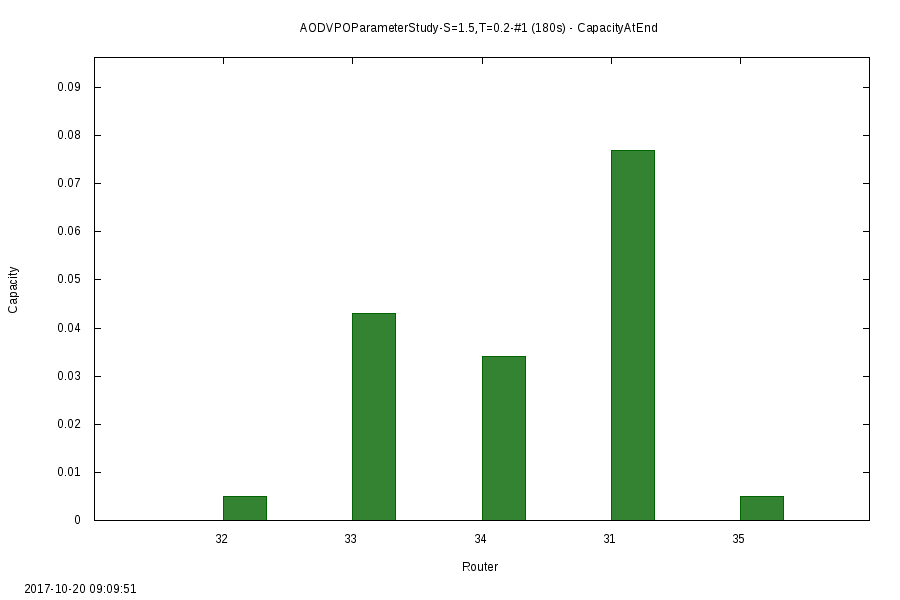 AODVPOParameterStudy-S=1.5,T=0.2-#1 (180s) - CapacityAtEnd
0.09
0.08
0.07
0.06
0.05
0.04
0.03
0.02
0.01
0
Capacity
32 33 34 31 35
Router
2017-10-20 09:09:51